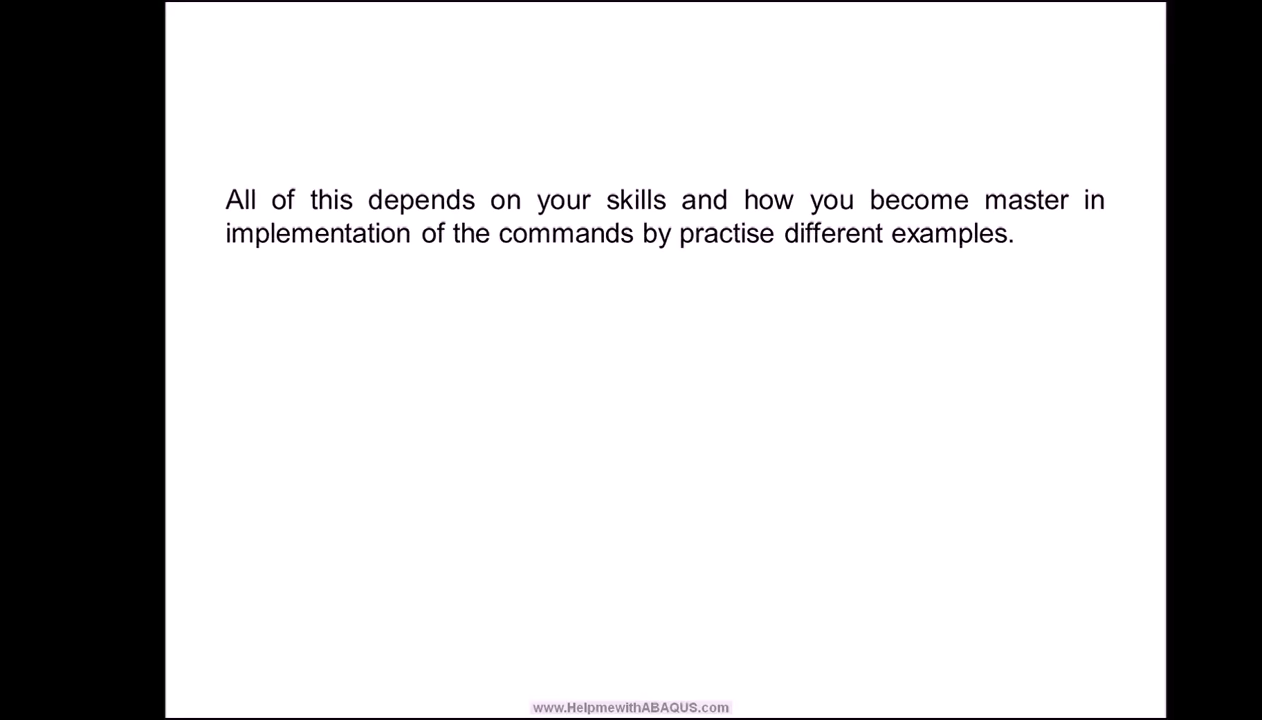 All of this depends on your skills and how you become master in
implementation of the commands by practise different examples.
www.HelpmewithABAQUS.com